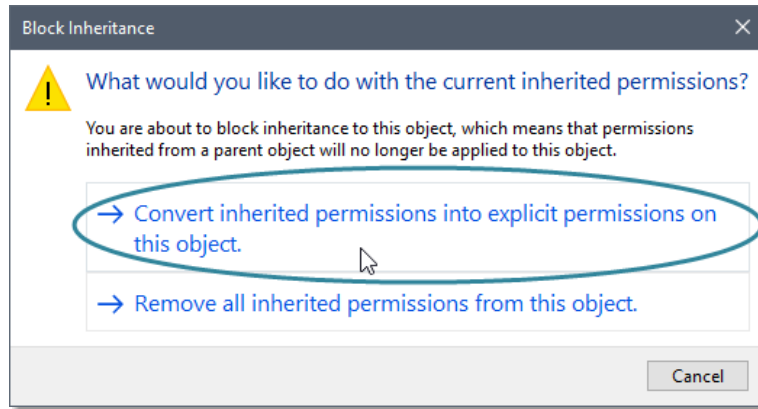 Block Inheritance
What would you like to do with the current inherited permissions?
You are about to block inheritance to this object, which means that permissions
inherited from a parent object will no longer be applied to this object.
Convert inherited permissions into explicit permissions on
this object.
Remove all inherited permissions from this object.
Cancel